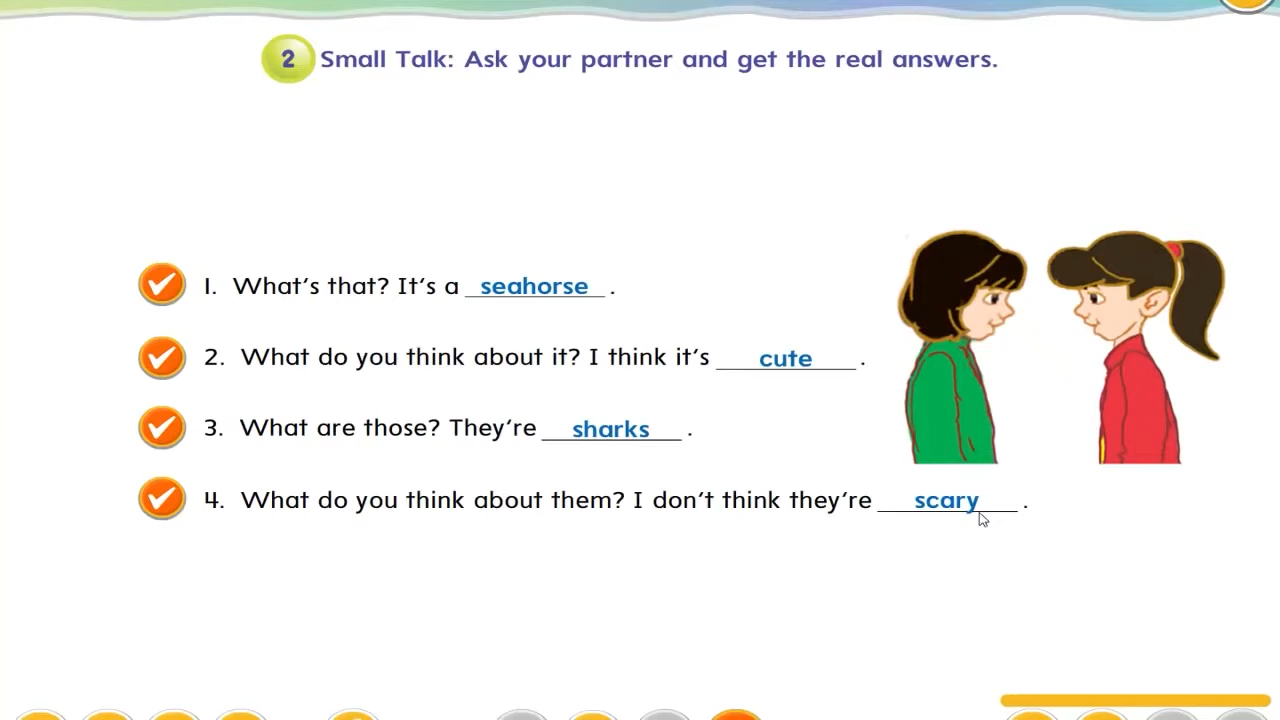 2 Small Talk: Ask your partner and get the real answers.
1. What's that? It's a seahorse.
2. What do you think about it? I think it's cute.
3. What are those? They're sharks.
4. What do you think about them? I don't think they're scary.